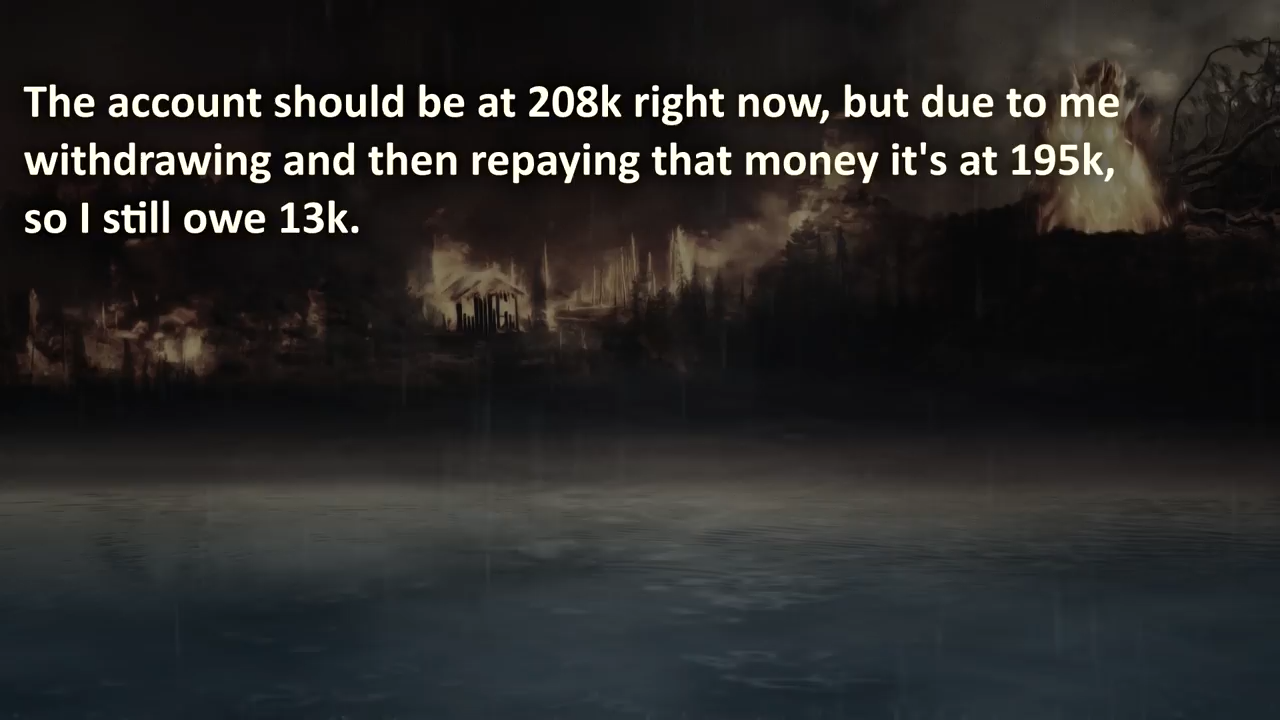 The account should be at 208k right now, but due to me
withdrawing and then repaying that money it's at 195k,
so I still owe 13k.